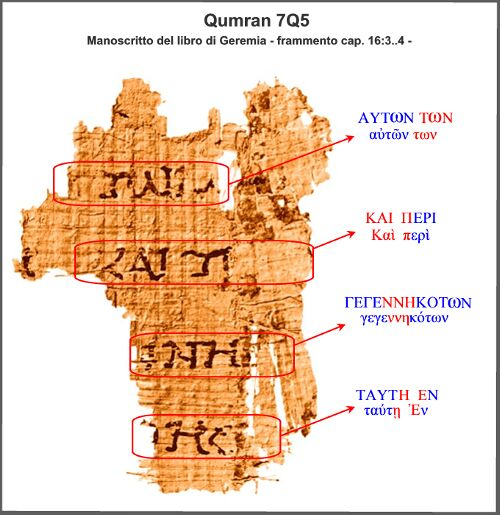 Qumran 7Q5
Manoscritto del libro di Geremia - frammento cap. 16:3..4 -
ΑΥΤΩΝ ΤΩΝ
αὐτῶν των
ΚΑΙ ΠΕΡΙ
Καὶ περὶ
ΓΕΓΕΝΝΗΚΟΤΩΝ
γεγεννηκότων
ΤΑΥΤΗ ΕΝ
ταύτῃ Ἐν